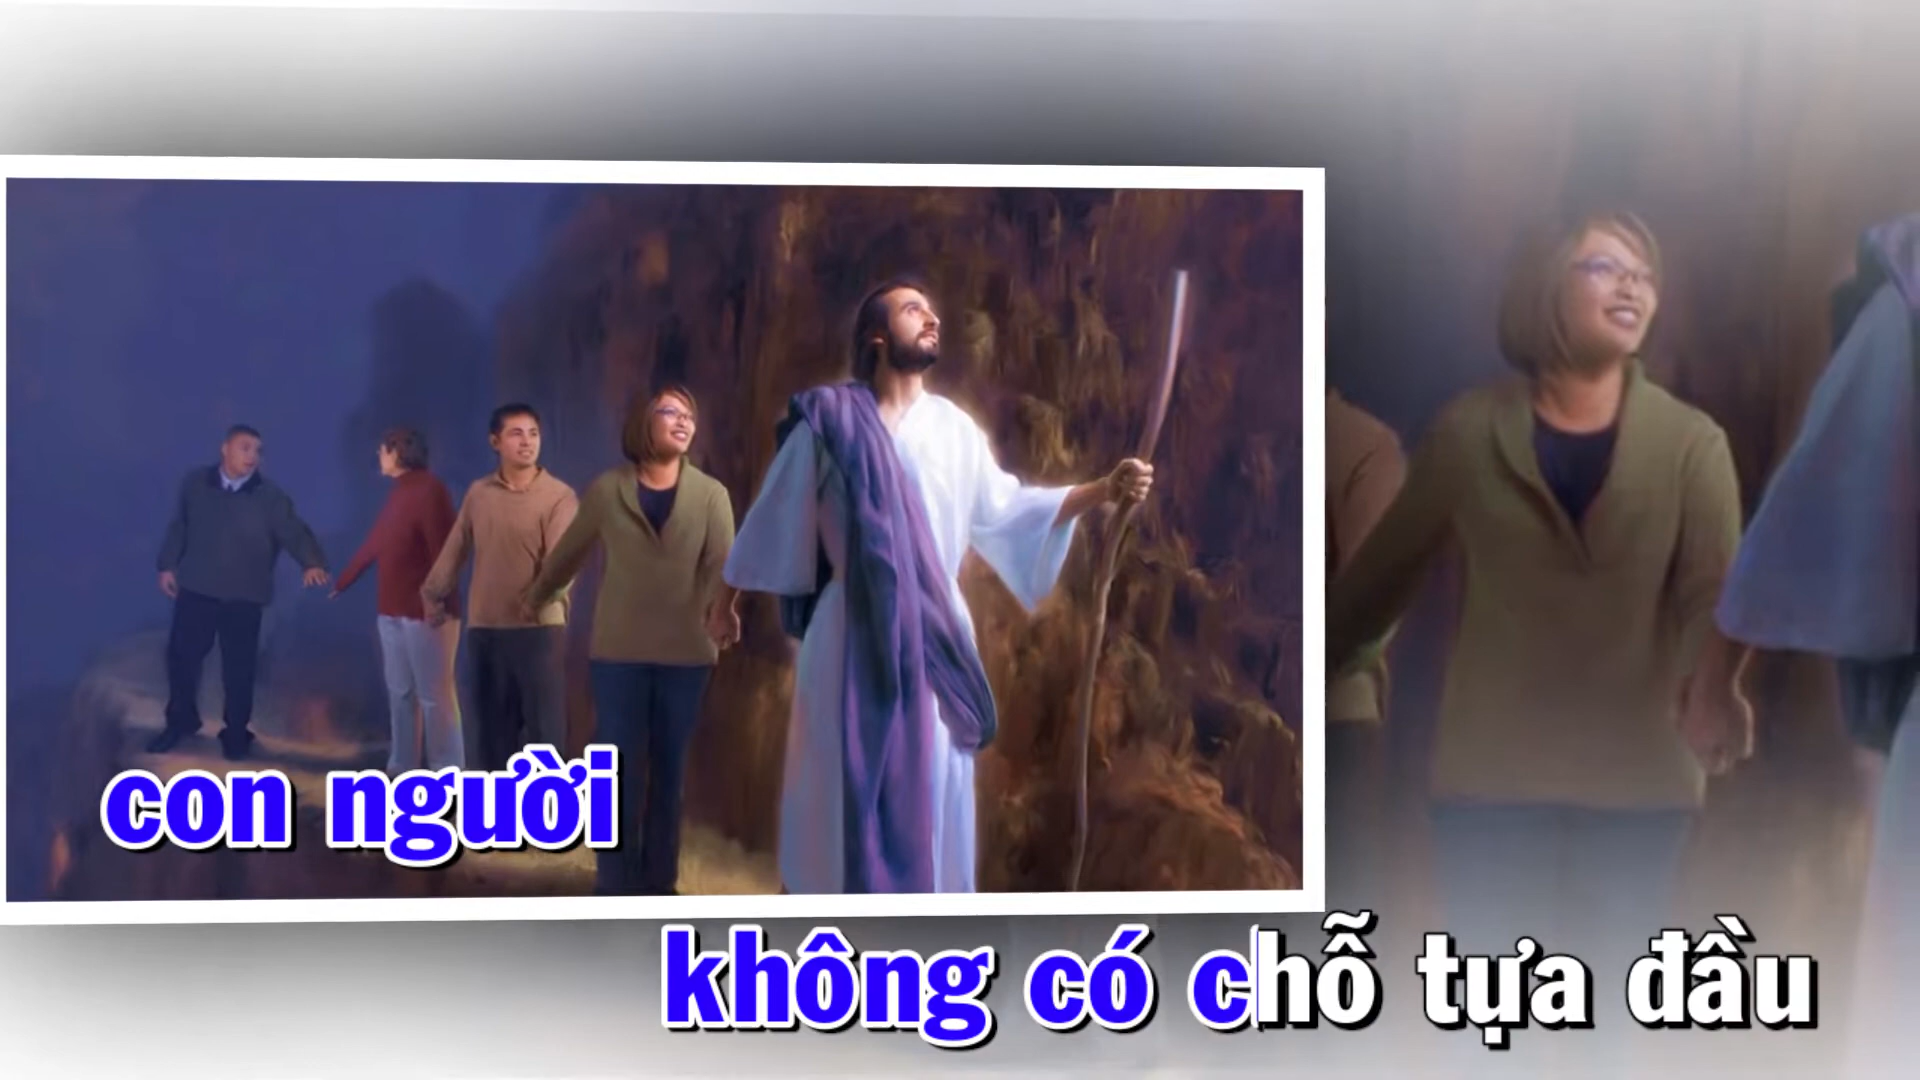 con người
không có chỗ tựa đầu